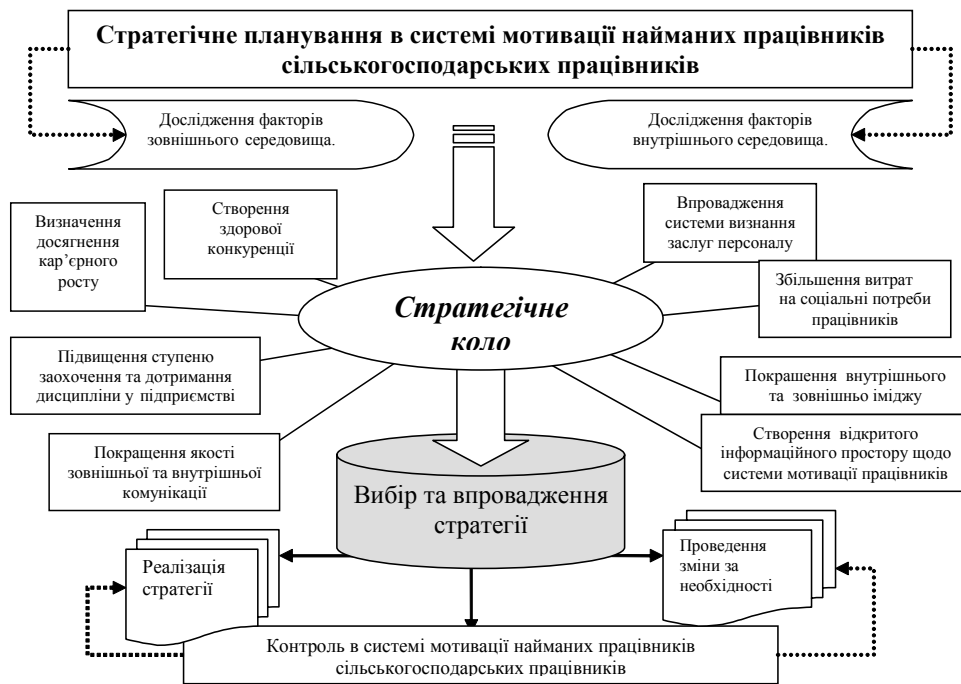 Стратегічне планування в системі мотивації найманих працівників
сільськогосподарських працівників
Дослідження факторів
зовнішнього середовища.
Дослідження факторів
внутрішнього середовища.
Визначення
досягнення
кар’єрного
росту
Створення
здорової
конкуренції
Впровадження
системи визнання
заслуг персоналу
Збільшення витрат
на соціальні потреби
працівників
Стратегічне
коло
Підвищення ступеню
заохочення та дотримання
дисципліни у підприємстві
Покрашення внутрішнього
та зовнішньо іміджу
Покращення якості
зовнішної та внутрішної
комунікації
Створення відкритого
інформаційного простору щодо
системи мотивації працівників
Вибір та впровадження
стратегії
Реалізація
стратегії
Проведення
зміни за
необхідності
Контроль в системі мотивації найманих працівників
сільськогосподарських працівників